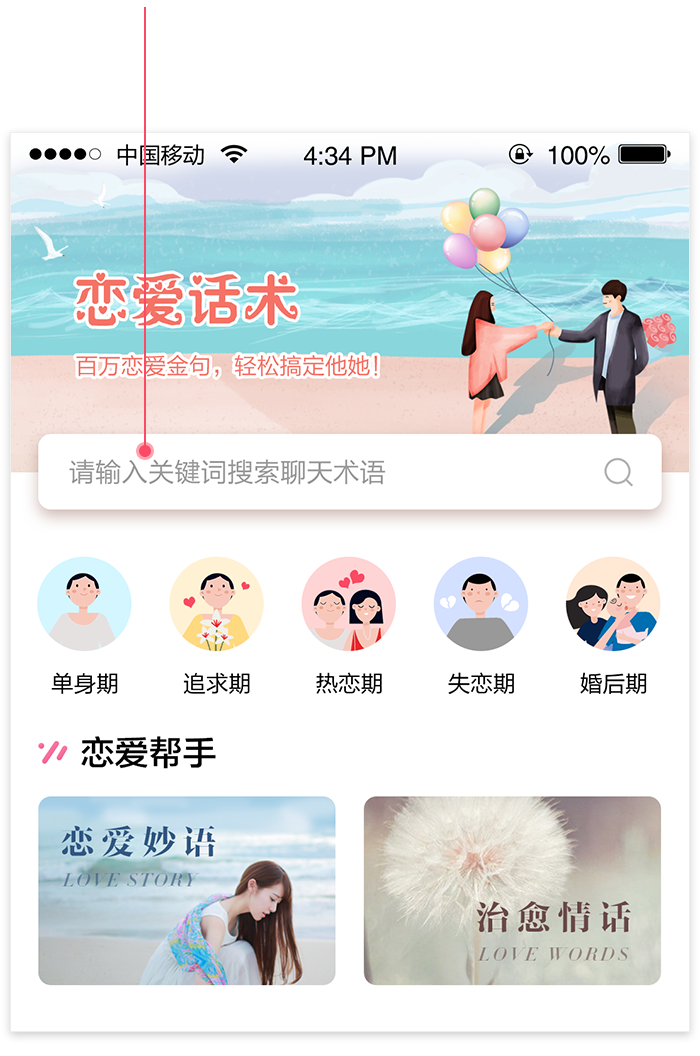 中国移动 4:34 PM 100%
恋爱话术
百万恋爱金句，轻松搞定他她！
请输入关键词搜索聊天术语
单身期 追求期 热恋期 失恋期 婚后期
恋爱帮手
恋爱妙语
LOVE STORY
治愈情话
LOVE WORDS